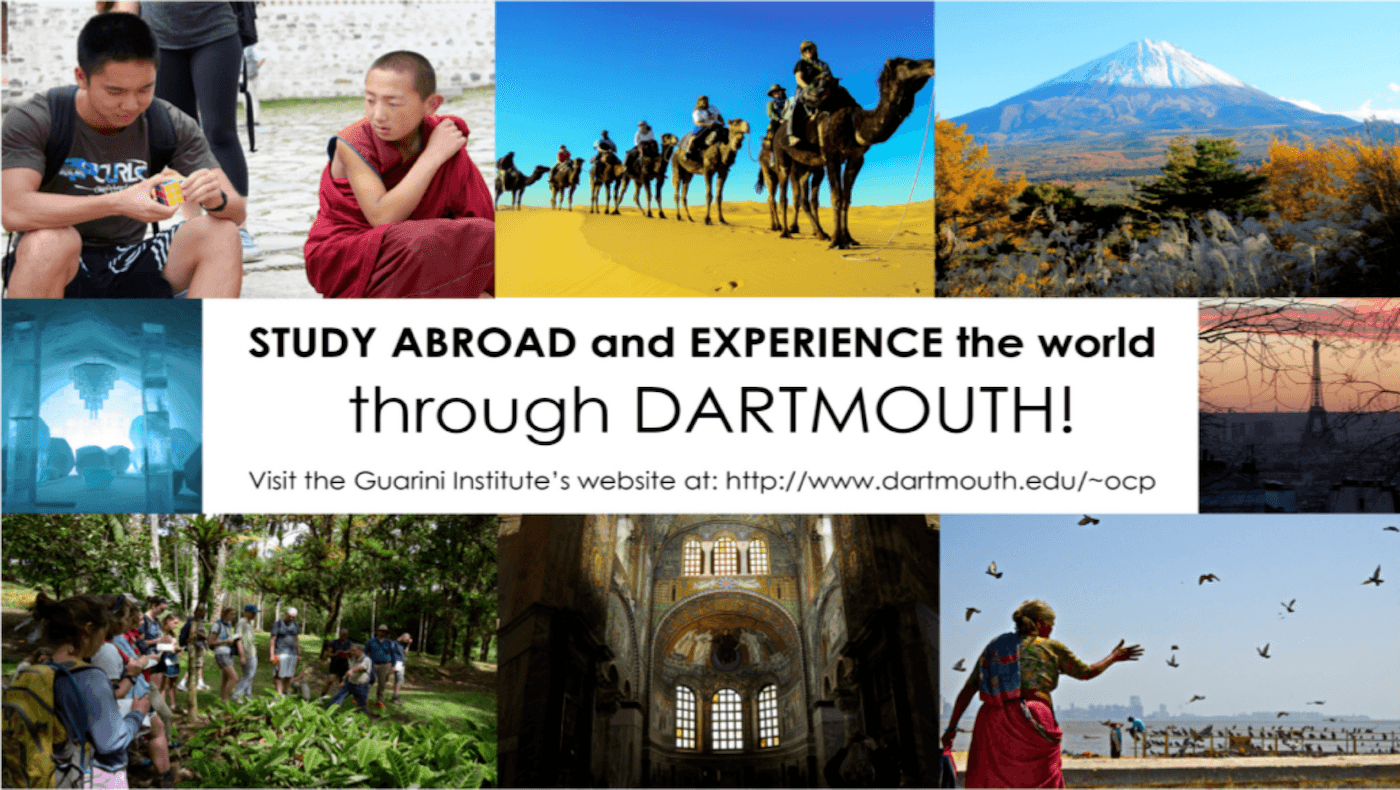 STUDY ABROAD and EXPERIENCE the world
through DARTMOUTH!
Visit the Guarini Institute's website at: http://www.dartmouth.edu/~ocp